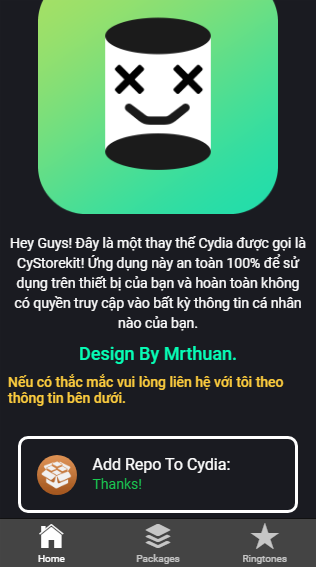 Hey Guys! Đây là một thay thế Cydia được gọi là
CyStorekit! Ứng dụng này an toàn 100% để sử
dụng trên thiết bị của bạn và hoàn toàn không
có quyền truy cập vào bất kỳ thông tin cá nhân
nào của bạn.
Design By Mrthuan.
Nếu có thắc mắc vui lòng liên hệ với tôi theo
thông tin bên dưới.
Add Repo To Cydia:
Thanks!
Home
Packages
Ringtones